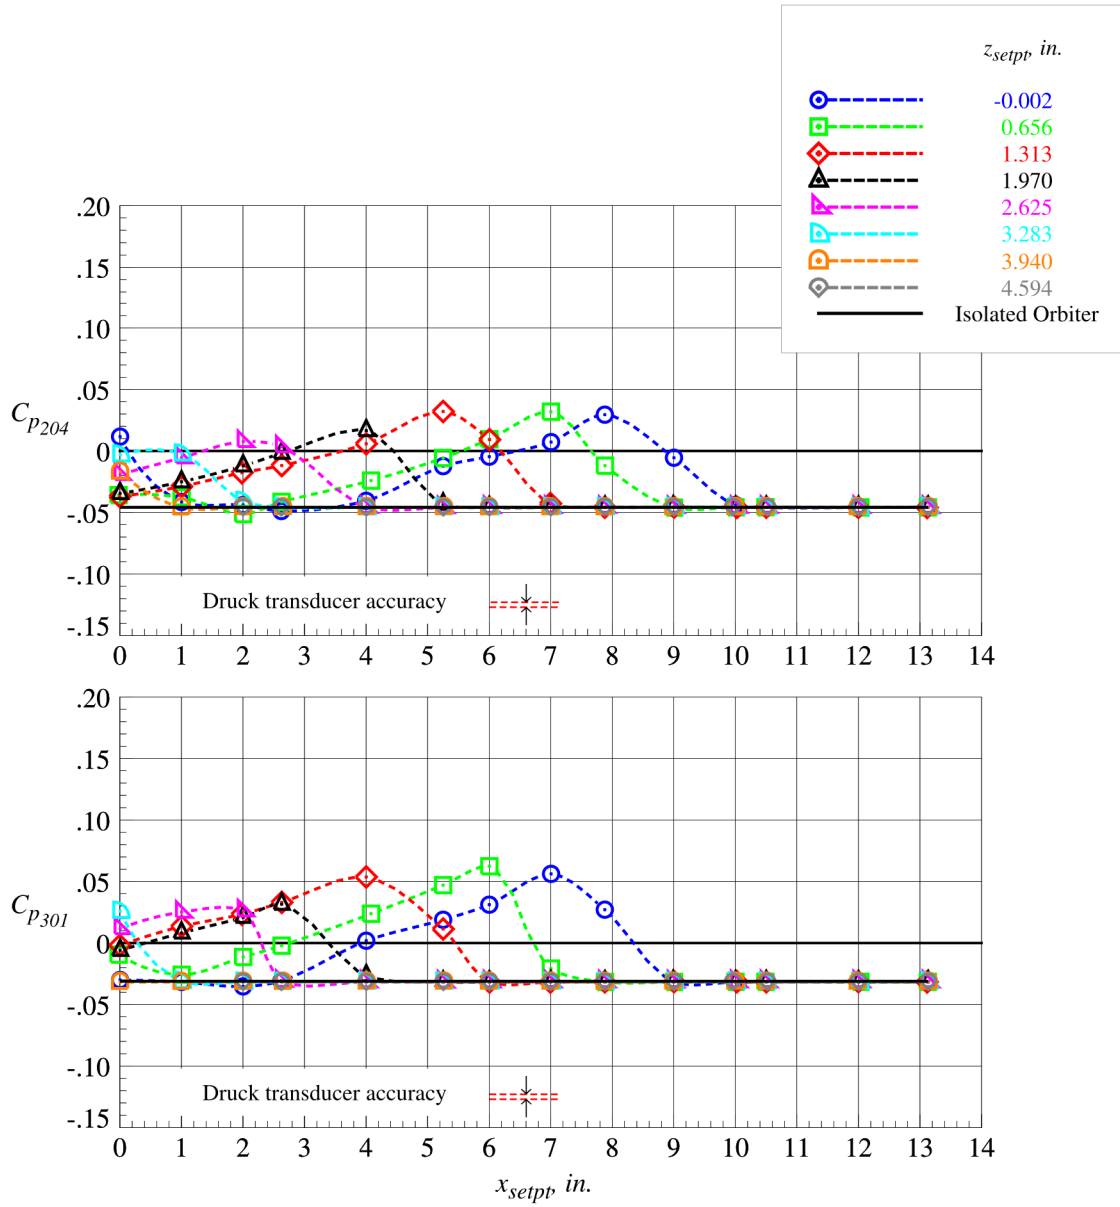 z_setpt, in.
-0.002
0.656
1.313
1.970
2.625
3.283
3.940
4.594
Isolated Orbiter
.20
.15
.10
.05
0
-.05
-.10
-.15
C_p204
Druck transducer accuracy
0 1 2 3 4 5 6 7 8 9 10 11 12 13 14
.20
.15
.10
.05
0
-.05
-.10
-.15
C_p301
Druck transducer accuracy
0 1 2 3 4 5 6 7 8 9 10 11 12 13 14
x_setpt, in.